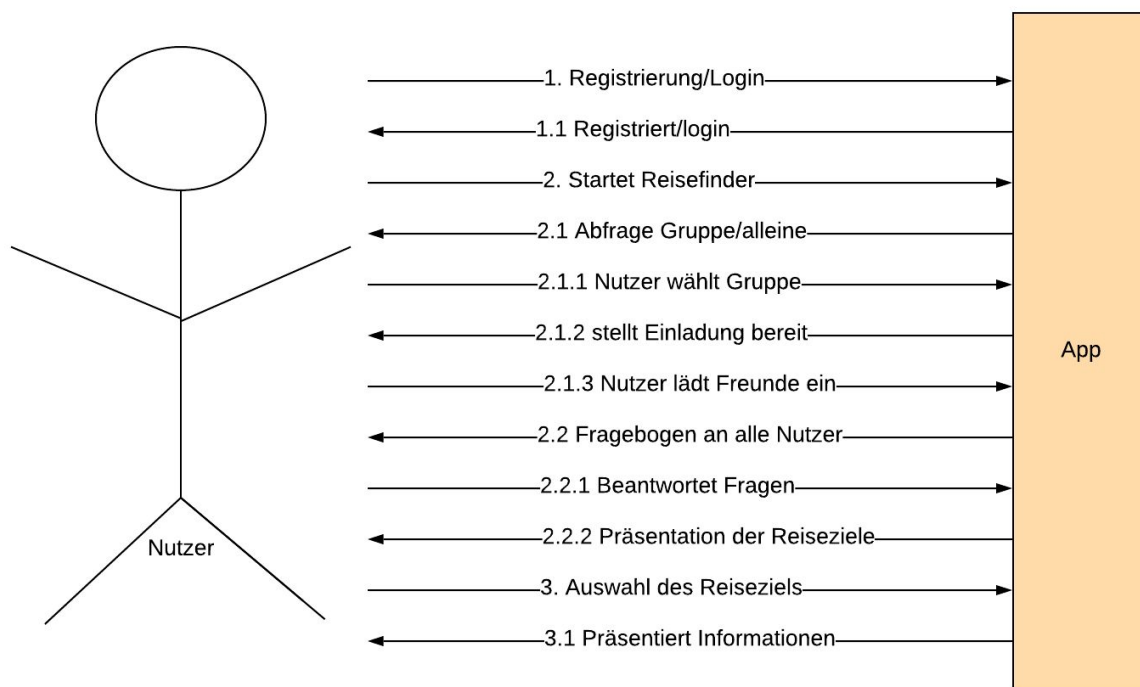 1. Registrierung/Login
1.1 Registriert/login
2. Startet Reisefinder
2.1 Abfrage Gruppe/alleine
2.1.1 Nutzer wählt Gruppe
2.1.2 stellt Einladung bereit
App
2.1.3 Nutzer lädt Freunde ein
2.2 Fragebogen an alle Nutzer
2.2.1 Beantwortet Fragen
2.2.2 Präsentation der Reiseziele
Nutzer
3. Auswahl des Reiseziels
3.1 Präsentiert Informationen